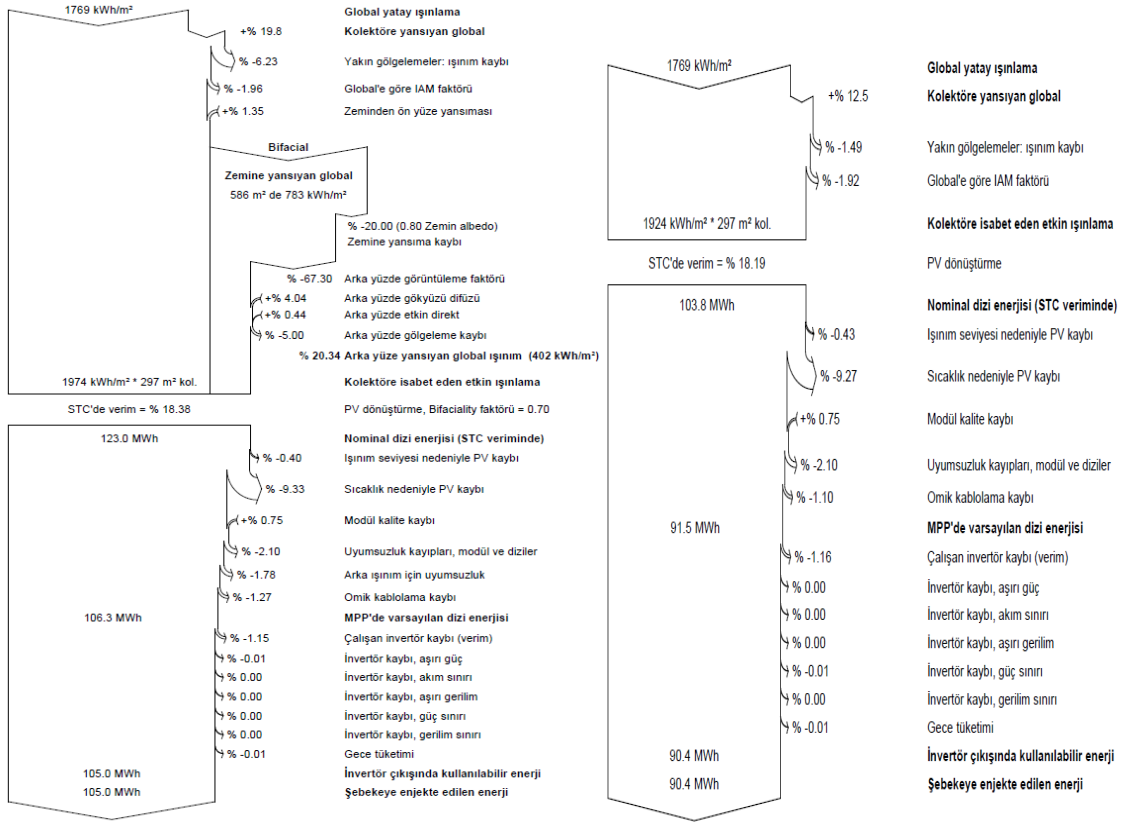 1769 kWh/m² Global yatay ışınlama
+% 19.8 Kolektöre yansıyan global
% -6.23 Yakın gölgelemeler: ışınım kaybı
% -1.96 Global'e göre IAM faktörü
+% 1.35 Zeminden ön yüze yansıması
Bifacial
Zemine yansıyan global
586 m² de 783 kWh/m²
% -20.00 (0.80 Zemin albedo)
Zemine yansıma kaybı
% -67.30 Arka yüzde görüntüleme faktörü
+% 4.04 Arka yüzde gökyüzü difüzü
+% 0.44 Arka yüzde etkin direkt
% -5.00 Arka yüzde gölgeleme kaybı
% 20.34 Arka yüze yansıyan global ışınım (402 kWh/m²)
1974 kWh/m² * 297 m² kol. Kolektöre isabet eden etkin ışınlama
STC'de verim = % 18.38 PV dönüştürme, Bifaciality faktörü = 0.70
123.0 MWh Nominal dizi enerjisi (STC veriminde)
% -0.40 Işınım seviyesi nedeniyle PV kaybı
% -9.33 Sıcaklık nedeniyle PV kaybı
+% 0.75 Modül kalite kaybı
% -2.10 Uyumsuzluk kayıpları, modül ve diziler
% -1.78 Arka ışınım için uyumsuzluk
% -1.27 Omik kablolama kaybı
106.3 MWh MPP'de varsayılan dizi enerjisi
% -1.15 Çalışan invertör kaybı (verim)
% -0.01 İnvertör kaybı, aşırı güç
% 0.00 İnvertör kaybı, akım sınırı
% 0.00 İnvertör kaybı, aşırı gerilim
% 0.00 İnvertör kaybı, güç sınırı
% 0.00 İnvertör kaybı, gerilim sınırı
% -0.01 Gece tüketimi
105.0 MWh İnvertör çıkışında kullanılabilir enerji
105.0 MWh Şebekeye enjekte edilen enerji
1769 kWh/m² Global yatay ışınlama
+% 12.5 Kolektöre yansıyan global
% -1.49 Yakın gölgelemeler: ışınım kaybı
% -1.92 Global'e göre IAM faktörü
1924 kWh/m² * 297 m² kol. Kolektöre isabet eden etkin ışınlama
STC'de verim = % 18.19 PV dönüştürme
103.8 MWh Nominal dizi enerjisi (STC veriminde)
% -0.43 Işınım seviyesi nedeniyle PV kaybı
% -9.27 Sıcaklık nedeniyle PV kaybı
+% 0.75 Modül kalite kaybı
% -2.10 Uyumsuzluk kayıpları, modül ve diziler
% -1.10 Omik kablolama kaybı
91.5 MWh MPP'de varsayılan dizi enerjisi
% -1.16 Çalışan invertör kaybı (verim)
% 0.00 İnvertör kaybı, aşırı güç
% 0.00 İnvertör kaybı, akım sınırı
% 0.00 İnvertör kaybı, aşırı gerilim
% -0.01 İnvertör kaybı, güç sınırı
% 0.00 İnvertör kaybı, gerilim sınırı
% -0.01 Gece tüketimi
90.4 MWh İnvertör çıkışında kullanılabilir enerji
90.4 MWh Şebekeye enjekte edilen enerji